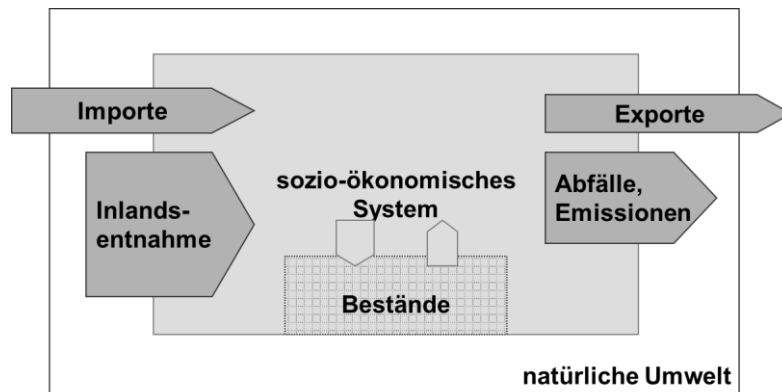 Importe
Exporte
Inlands-
entnahme
sozio-ökonomisches
System
Abfälle,
Emissionen
Bestände
natürliche Umwelt